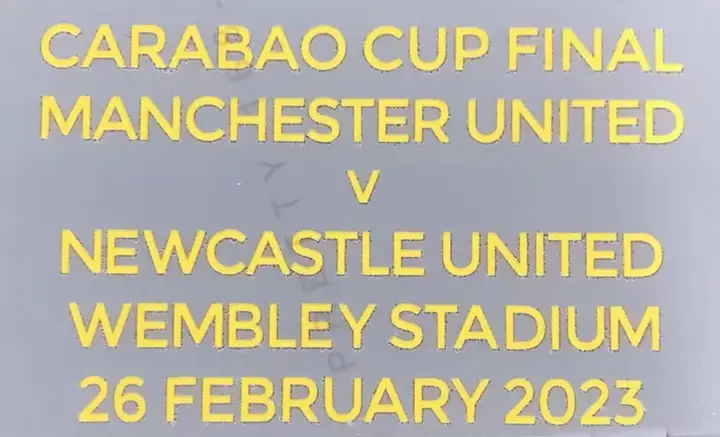 CARABAO CUP FINAL
MANCHESTER UNITED
V
NEWCASTLE UNITED
WEMBLEY STADIUM
26 FEBRUARY 2023